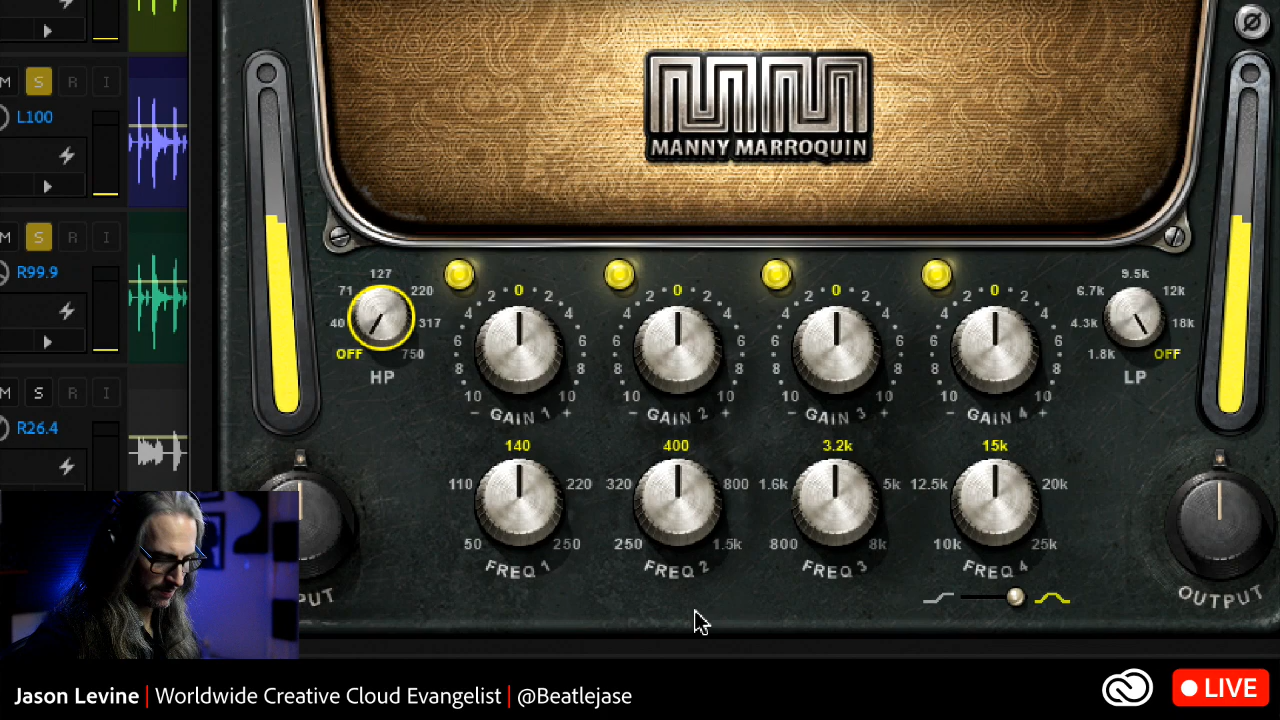 M S R I
L100
M S R I
R99.9
M S R I
R26.4
MANNY MARROQUIN
127
71 220
40 317
OFF 750
HP
0
2 2
4 4
6 6
8 8
10 10
- GAIN 1 +
0
2 2
4 4
6 6
8 8
10 10
- GAIN 2 +
0
2 2
4 4
6 6
8 8
10 10
- GAIN 3 +
0
2 2
4 4
6 6
8 8
10 10
- GAIN 4 +
9.5k
6.7k 12k
4.3k 18k
1.8k OFF
LP
140
110 220
50 250
FREQ 1
400
320 800
250 1.5k
FREQ 2
3.2k
1.6k 5k
800 8k
FREQ 3
15k
12.5k 20k
10k 25k
FREQ 4
PUT
OUTPUT
Jason Levine | Worldwide Creative Cloud Evangelist | @Beatlejase
LIVE